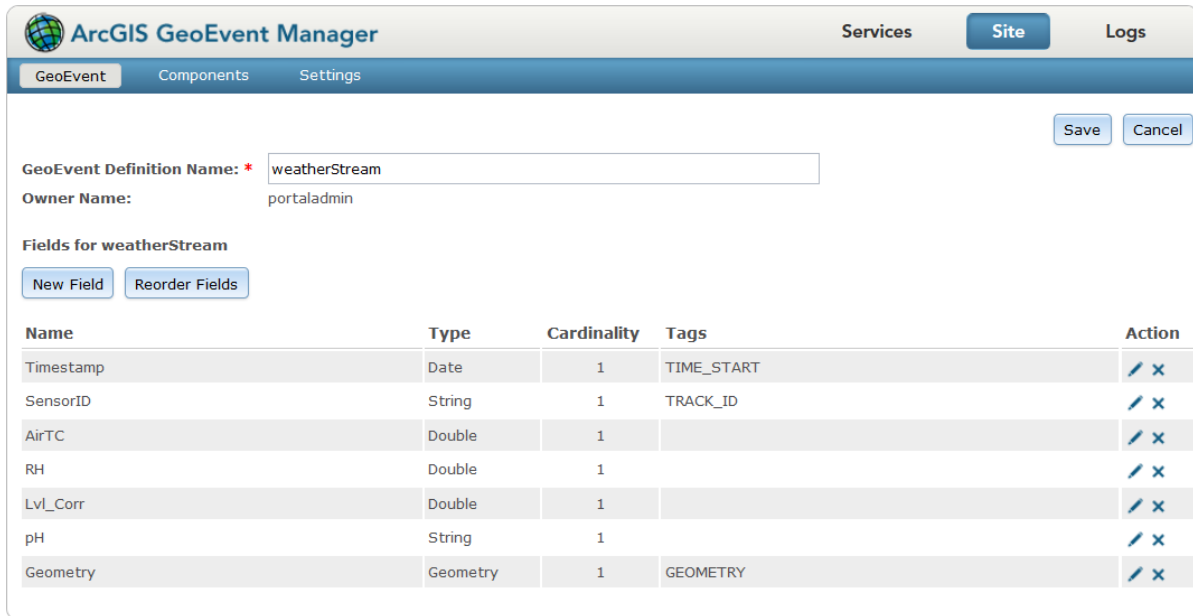 ArcGIS GeoEvent Manager Services Site Logs
GeoEvent Components Settings
Save Cancel
GeoEvent Definition Name: * weatherStream
Owner Name: portaladmin
Fields for weatherStream
New Field Reorder Fields
Name Type Cardinality Tags Action
Timestamp Date 1 TIME_START
SensorID String 1 TRACK_ID
AirTC Double 1
RH Double 1
Lvl_Corr Double 1
pH String 1
Geometry Geometry 1 GEOMETRY